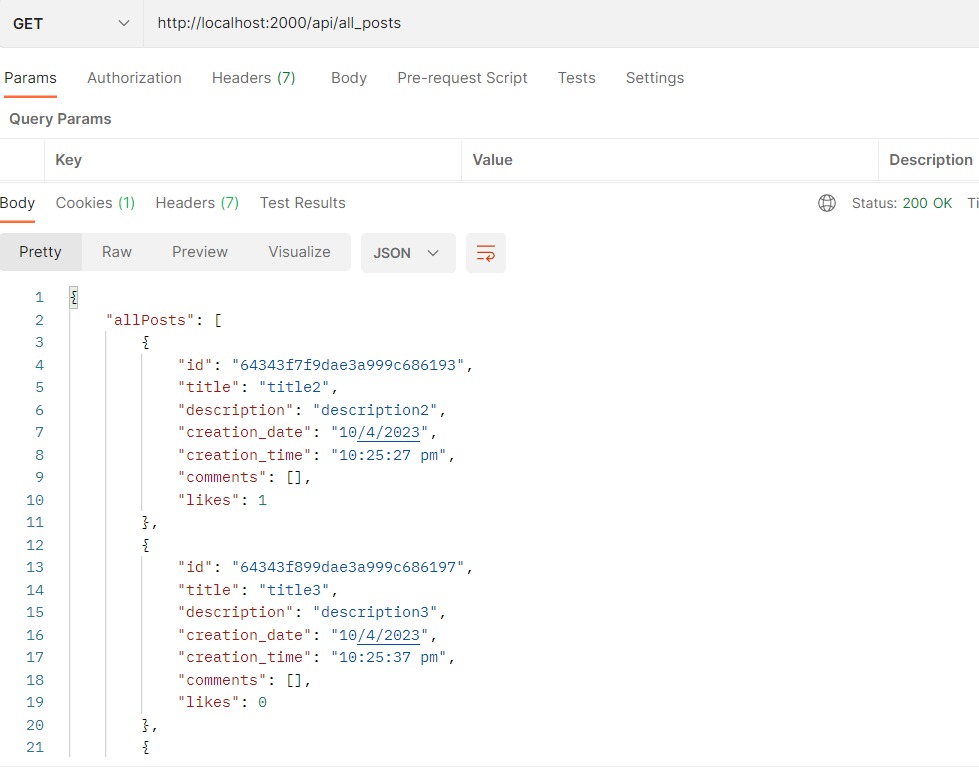 GET http://localhost:2000/api/all_posts
Params Authorization Headers (7) Body Pre-request Script Tests Settings
Query Params
Key Value Description
Body Cookies (1) Headers (7) Test Results Status: 200 OK Ti
Pretty Raw Preview Visualize JSON
1 {
2 "allPosts": [
3 {
4 "id": "64343f7f9dae3a999c686193",
5 "title": "title2",
6 "description": "description2",
7 "creation_date": "10/4/2023",
8 "creation_time": "10:25:27 pm",
9 "comments": [],
10 "likes": 1
11 },
12 {
13 "id": "64343f899dae3a999c686197",
14 "title": "title3",
15 "description": "description3",
16 "creation_date": "10/4/2023",
17 "creation_time": "10:25:37 pm",
18 "comments": [],
19 "likes": 0
20 },
21 {